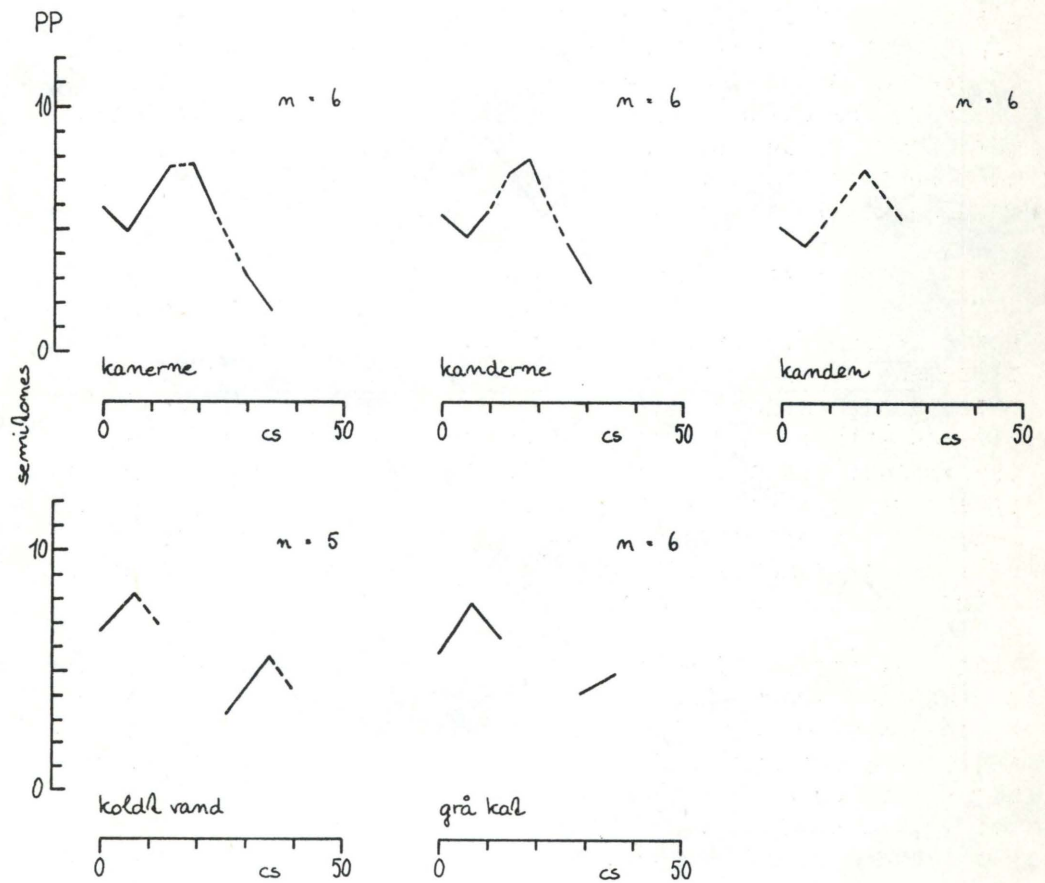 PP
n = 6 n = 6 n = 6
10
0
kanerne kanderne kanden
0 cs 50 0 cs 50 0 cs 50
semitones
n = 5 n = 6
10
0
koldt vand grå kat
0 cs 50 0 cs 50